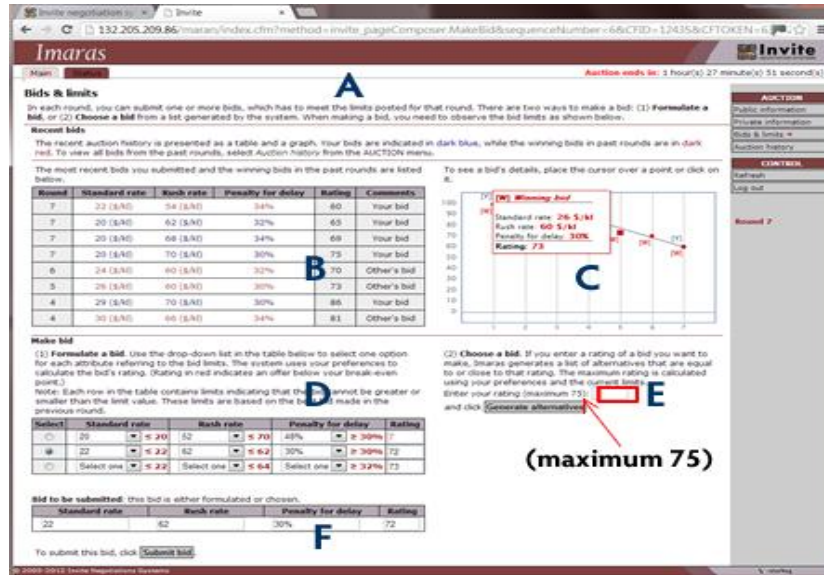 Invite negotiation sy
Invite
132.205.209.86/imaras/index.cfm?method=invite_pageComposer.MakeBid&sequenceNumber=6&CFID=12435&CFTOKEN=6
Imaras
Invite
Main
Status
Auction ends in: 1 hour(s) 27 minute(s) 51 second(s)
A
Bids & limits
In each round, you can submit one or more bids, which has to meet the limits posted for that round. There are two ways to make a bid: (1) Formulate a
bid, or (2) Choose a bid from a list generated by the system. When making a bid, you need to observe the bid limits as shown below.
Recent bids
The recent auction history is presented as a table and a graph. Your bids are indicated in dark blue, while the winning bids in past rounds are in dark
red. To view all bids from the past rounds, select Auction history from the AUCTION menu.
The most recent bids you submitted and the winning bids in the past rounds are listed
below.
Round Standard rate Rush rate Penalty for delay Rating Comments
7 22 ($/kl) 54 ($/kl) 34% 60 Your bid
7 20 ($/kl) 62 ($/kl) 32% 65 Your bid
7 20 ($/kl) 68 ($/kl) 34% 69 Your bid
7 20 ($/kl) 70 ($/kl) 30% 75 Your bid
6 24 ($/kl) 60 ($/kl) 32% 70 Other's bid
5 26 ($/kl) 60 ($/kl) 30% 73 Other's bid
4 29 ($/kl) 70 ($/kl) 30% 86 Your bid
4 30 ($/kl) 66 ($/kl) 34% 81 Other's bid
B
To see a bid's details, place the cursor over a point or click on
it.
100
90
80
70
60
50
40
30
20
10
0
[Y]
[W]
[W] Winning bid
Standard rate: 26 $/kl
Rush rate: 60 $/kl
Penalty for delay: 30%
Rating: 73
[W]
[W]
[Y]
[W]
C
1 2 3 4 5 6 7
AUCTION
Public information
Private information
Bids & limits
Auction history
CONTROL
Refresh
Log out
Round 7
Make bid
(1) Formulate a bid. Use the drop-down list in the table below to select one option
for each attribute referring to the bid limits. The system uses your preferences to
calculate the bid's rating. (Rating in red indicates an offer below your break-even
point.)
Note: Each row in the table contains limits indicating that the bid cannot be greater or
smaller than the limit value. These limits are based on the best bid made in the
previous round.
D
Select Standard rate Rush rate Penalty for delay Rating
20 ≤ 20 52 ≤ 70 48% ≥ 30%
22 ≤ 22 62 ≤ 62 30% ≥ 30% 72
Select one ≤ 22 Select one ≤ 64 Select one ≥ 32% 73
(2) Choose a bid. If you enter a rating of a bid you want to
make, Imaras generates a list of alternatives that are equal
to or close to that rating. The maximum rating is calculated
using your preferences and the current limits.
Enter your rating (maximum 75):
E
and click Generate alternatives
(maximum 75)
Bid to be submitted: this bid is either formulated or chosen.
Standard rate Rush rate Penalty for delay Rating
22 62 30% 72
F
To submit this bid, click Submit bid.
© 2009-2012 Invite Negotiations Systems